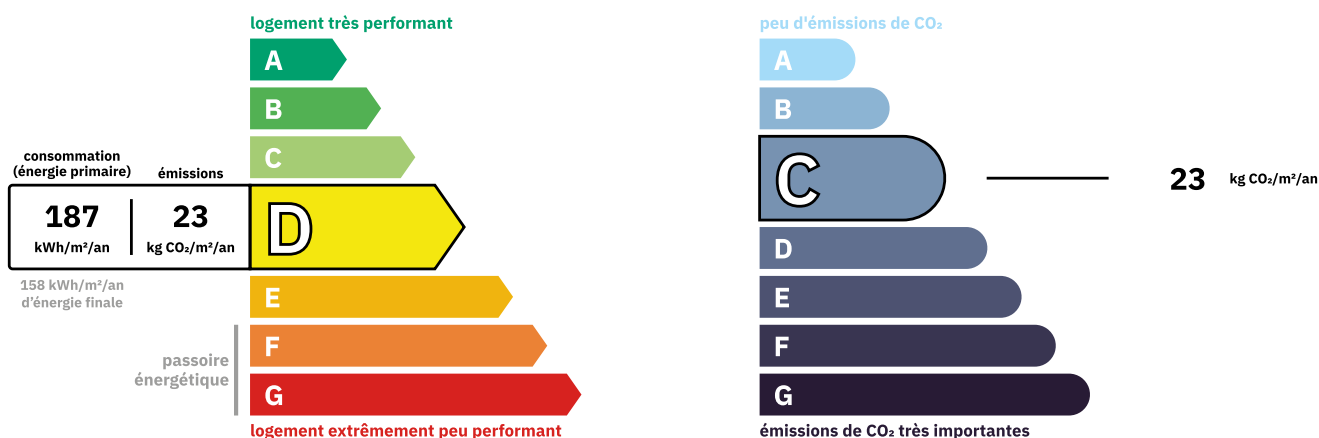 logement très performant
A
B
C
consommation
(énergie primaire)
émissions
187
kWh/m²/an
23
kg CO₂/m²/an
D
158 kWh/m²/an
d'énergie finale
E
passoire
énergétique
F
G
logement extrêmement peu performant
peu d'émissions de CO₂
A
B
C
23 kg CO₂/m²/an
D
E
F
G
émissions de CO₂ très importantes